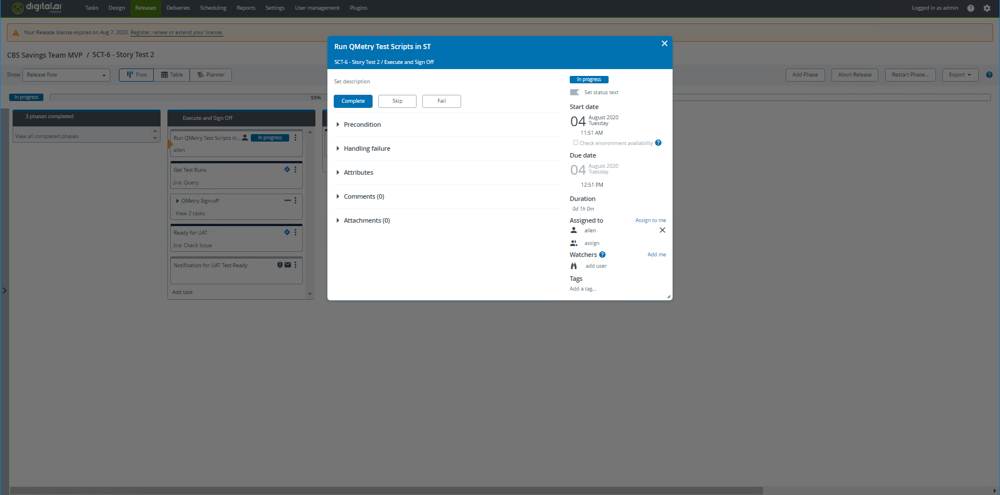 digital.ai
release
Tasks Design Releases Deliveries Scheduling Reports Settings User management Plugins
Logged in as admin
Your Release license expires on Aug 7, 2020. Register, renew or extend your license.
CBS Savings Team MVP / SCT-6 - Story Test 2
Show Release flow Flow Table Planner
Add Phase Abort Release Restart Phase... Export
In progress
55%
3 phases completed
View all completed phases
Execute and Sign Off
Run QMetry Test Scripts in... In progress
allen
Get Test Runs
Jira: Query
QMetry Sign-off
View 2 tasks
Ready for UAT
Jira: Check Issue
Notification for UAT Test Ready
Add task
Run QMetry Test Scripts in ST
SCT-6 - Story Test 2 / Execute and Sign Off
Set description
Complete Skip Fail
Precondition
Handling failure
Attributes
Comments (0)
Attachments (0)
In progress
Set status text
Start date
04 August 2020
Tuesday
11:51 AM
Check environment availability
Due date
04 August 2020
Tuesday
12:51 PM
Duration
0d 1h 0m
Assigned to Assign to me
allen
assign
Watchers Add me
add user
Tags
Add a tag...